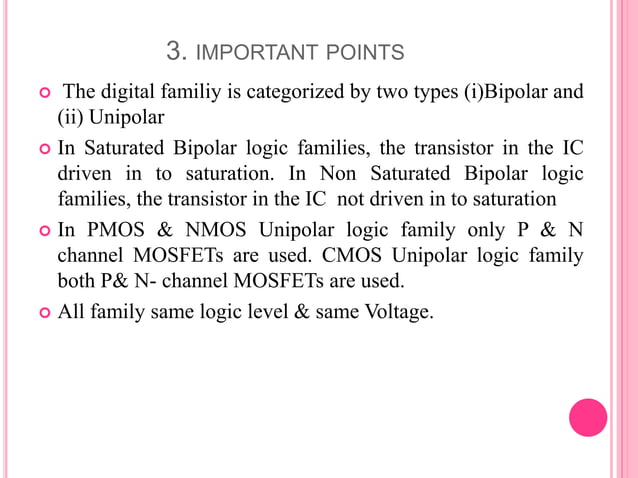 3. IMPORTANT POINTS
The digital familiy is categorized by two types (i)Bipolar and
(ii) Unipolar
In Saturated Bipolar logic families, the transistor in the IC
driven in to saturation. In Non Saturated Bipolar logic
families, the transistor in the IC not driven in to saturation
In PMOS & NMOS Unipolar logic family only P & N
channel MOSFETs are used. CMOS Unipolar logic family
both P& N- channel MOSFETs are used.
All family same logic level & same Voltage.